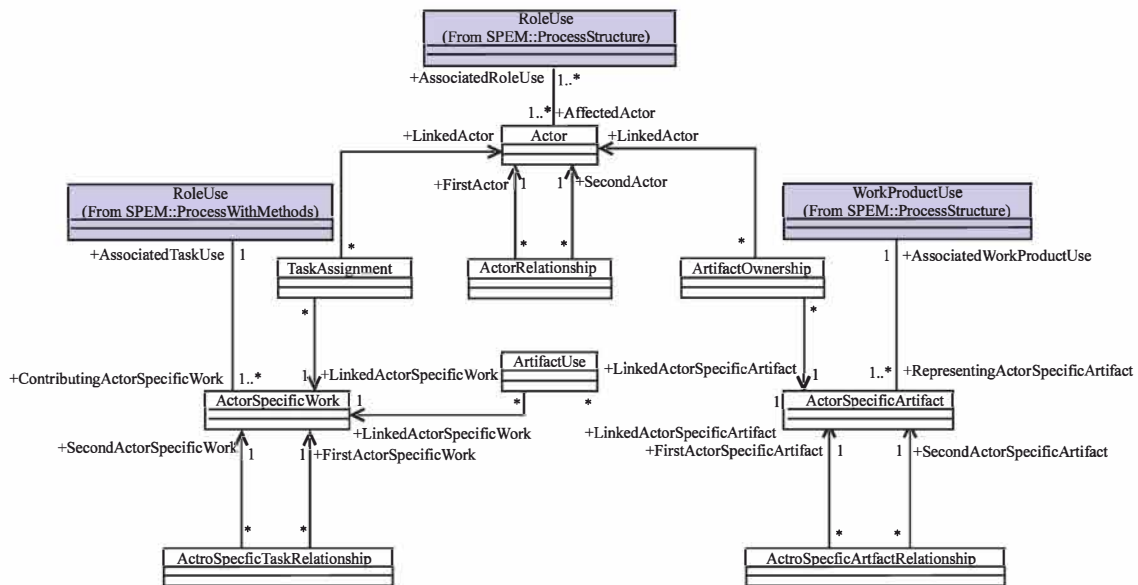 RoleUse
(From SPEM::ProcessStructure)
+AssociatedRoleUse
1..*
1..*
+AffectedActor
+LinkedActor
Actor
+LinkedActor
+FirstActor
1
1
+SecondActor
RoleUse
(From SPEM::ProcessWithMethods)
WorkProductUse
(From SPEM::ProcessStructure)
+AssociatedTaskUse
1
*
*
*
*
1
+AssociatedWorkProductUse
TaskAssignment
ActorRelationship
ArtifactOwnership
*
*
ArtifactUse
+ContributingActorSpecificWork
1..*
1
+LinkedActorSpecificWork
+LinkedActorSpecificArtifact
1
1..*
+RepresentingActorSpecificArtifact
ActorSpecificWork
1
*
*
1
ActorSpecificArtifact
+LinkedActorSpecificWork
+LinkedActorSpecificArtifact
+SecondActorSpecificWork
1
1
+FirstActorSpecificWork
+FirstActorSpecificArtifact
1
1
+SecondActorSpecificArtifact
*
*
*
*
ActroSpecficTaskRelationship
ActroSpecficArtfactRelationship